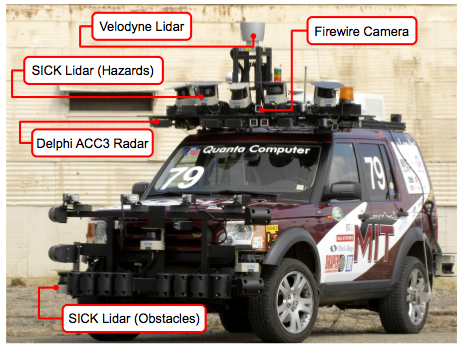 Velodyne Lidar
Firewire Camera
SICK Lidar (Hazards)
Delphi ACC3 Radar
Quanta Computer
79
79
MIT
SICK Lidar (Obstacles)